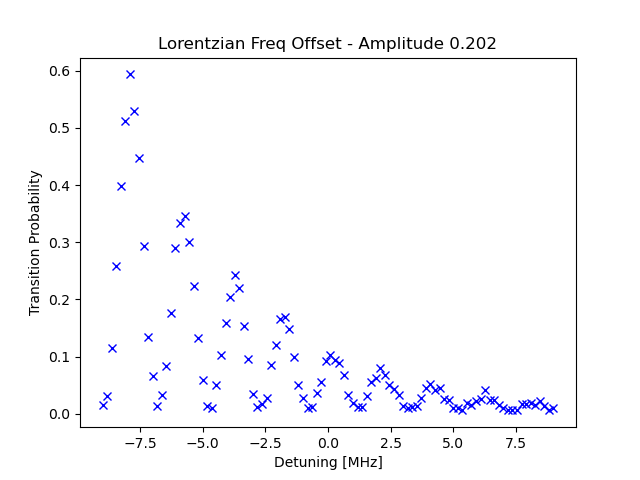 Lorentzian Freq Offset - Amplitude 0.202
Transition Probability
0.6
0.5
0.4
0.3
0.2
0.1
0.0
−7.5 −5.0 −2.5 0.0 2.5 5.0 7.5
Detuning [MHz]